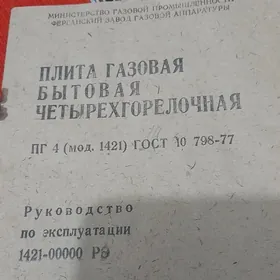 МИНИСТЕРСТВО ГАЗОВОЙ ПРОМЫШЛЕННОСТИ
ФЕРГАНСКИЙ ЗАВОД ГАЗОВОЙ АППАРАТУРЫ
ПЛИТА ГАЗОВАЯ
БЫТОВАЯ
ЧЕТЫРЕХГОРЕЛОЧНАЯ
ПГ 4 (мод. 1421) ГОСТ 10 798-77
Руководство
по эксплуатации
1421-00000 РЭ